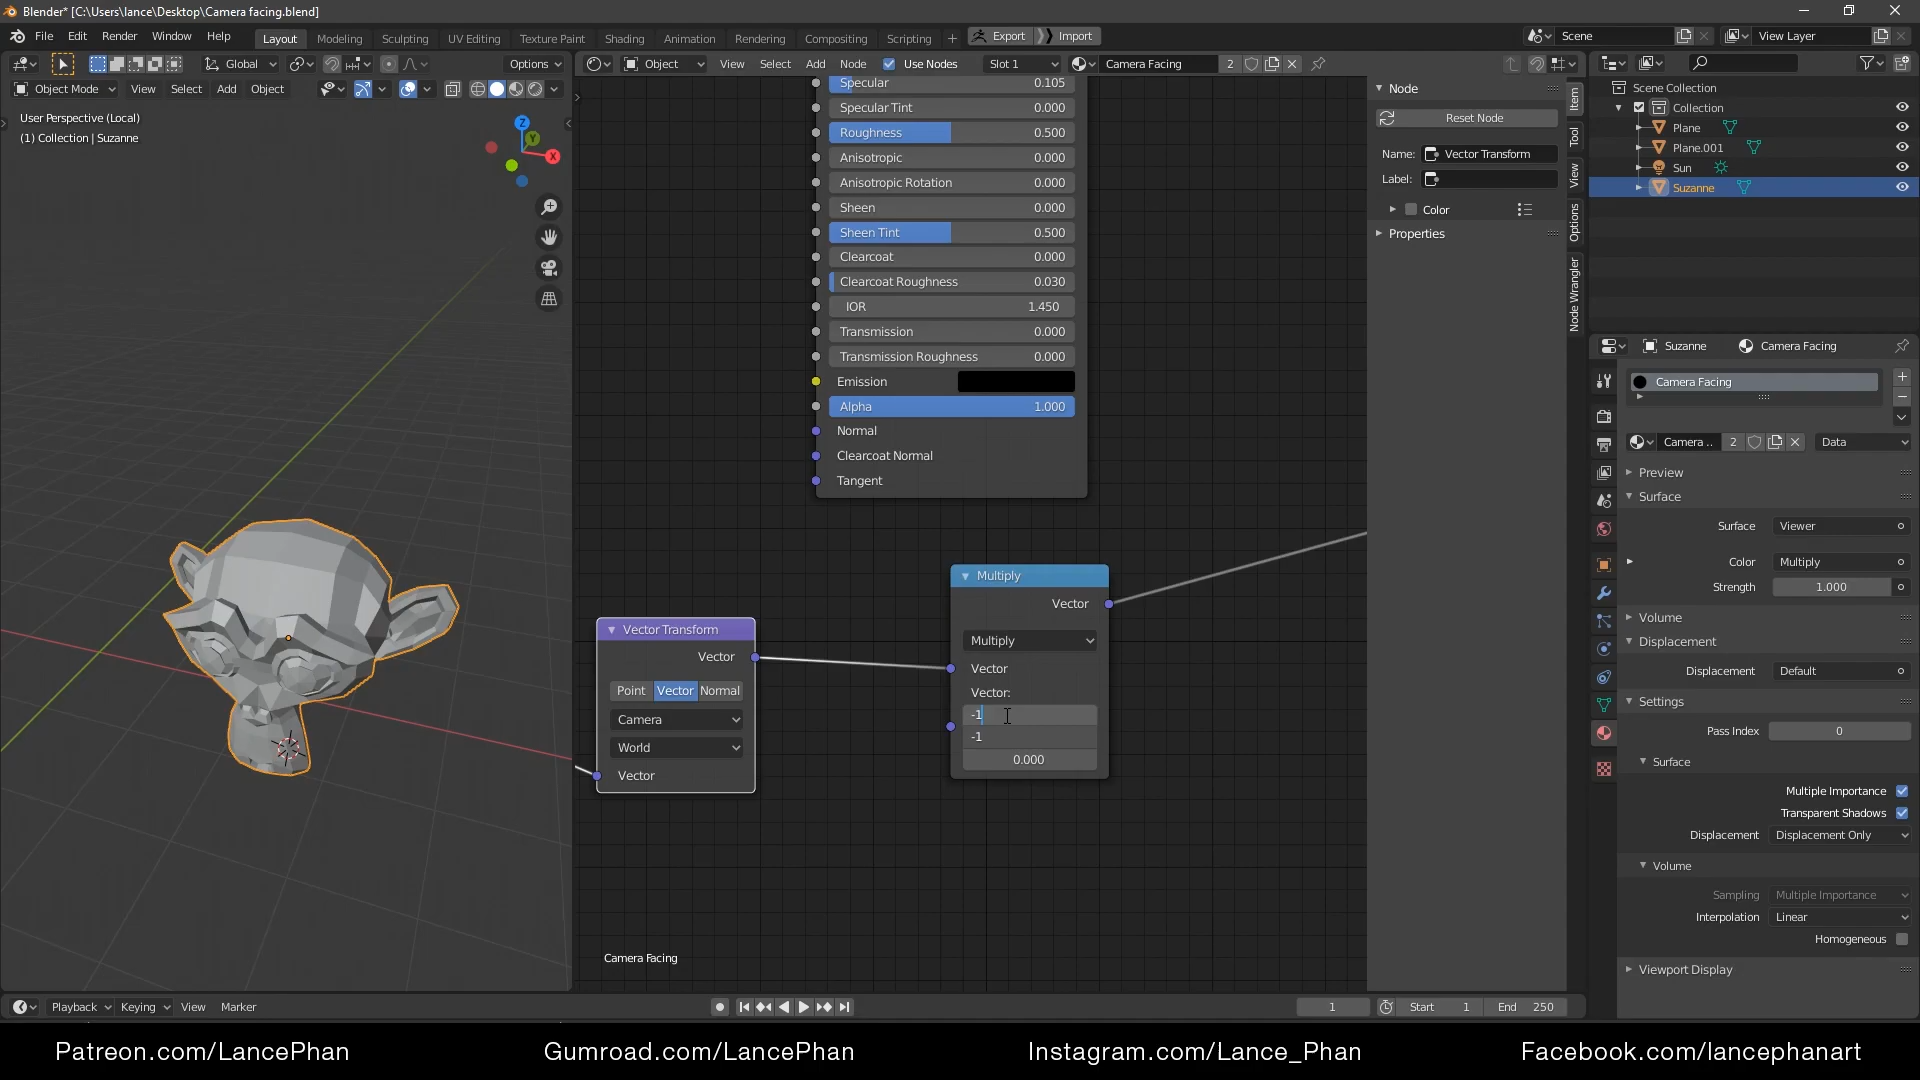 Blender* [C:\Users\lance\Desktop\Camera facing.blend]
File Edit Render Window Help
Layout Modeling Sculpting UV Editing Texture Paint Shading Animation Rendering Compositing Scripting + Export Import
Scene View Layer
Global Options
Object View Select Add Node Use Nodes Slot 1 Camera Facing 2
Object Mode View Select Add Object
User Perspective (Local)
(1) Collection | Suzanne
Z
Y
X
Specular 0.105
Specular Tint 0.000
Roughness 0.500
Anisotropic 0.000
Anisotropic Rotation 0.000
Sheen 0.000
Sheen Tint 0.500
Clearcoat 0.000
Clearcoat Roughness 0.030
IOR 1.450
Transmission 0.000
Transmission Roughness 0.000
Emission
Alpha 1.000
Normal
Clearcoat Normal
Tangent
Vector Transform
Vector
Point Vector Normal
Camera
World
Vector
Multiply
Vector
Multiply
Vector
Vector:
-1
-1
0.000
Camera Facing
Node
Reset Node
Name: Vector Transform
Label:
Color
Properties
Item
Tool
View
Options
Node Wrangler
Scene Collection
Collection
Plane
Plane.001
Sun
Suzanne
Suzanne Camera Facing
Camera Facing
Camera .. 2 Data
Preview
Surface
Surface Viewer
Color Multiply
Strength 1.000
Volume
Displacement
Displacement Default
Settings
Pass Index 0
Surface
Multiple Importance
Transparent Shadows
Displacement Displacement Only
Volume
Sampling Multiple Importance
Interpolation Linear
Homogeneous
Viewport Display
Playback Keying View Marker
1 Start 1 End 250
Patreon.com/LancePhan Gumroad.com/LancePhan Instagram.com/Lance_Phan Facebook.com/lancephanart